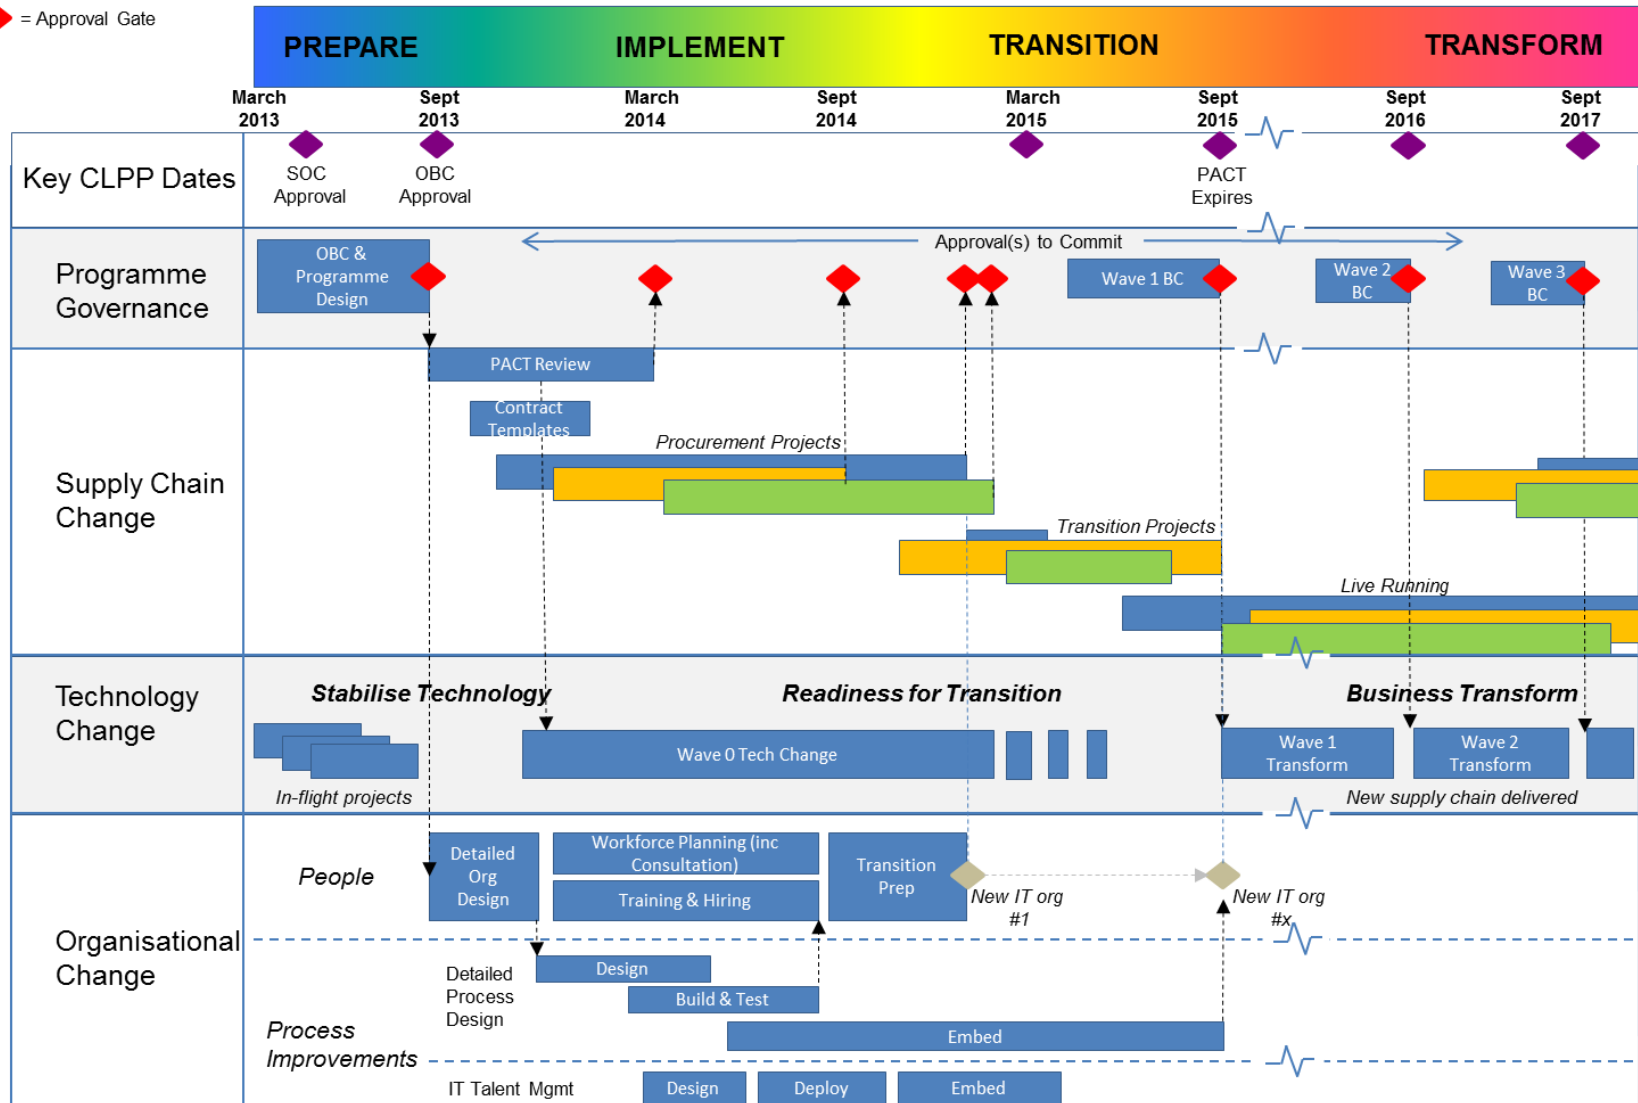 = Approval Gate
PREPARE
IMPLEMENT
TRANSITION
TRANSFORM
March
2013
Sept
2013
March
2014
Sept
2014
March
2015
Sept
2015
Sept
2016
Sept
2017
Key CLPP Dates
SOC
Approval
OBC
Approval
PACT
Expires
Programme
Governance
OBC &
Programme
Design
Approval(s) to Commit
Wave 1 BC
Wave 2
BC
Wave 3
BC
Supply Chain
Change
PACT Review
Contract
Templates
Procurement Projects
Transition Projects
Live Running
Technology
Change
Stabilise Technology
Readiness for Transition
Business Transform
Wave 0 Tech Change
Wave 1
Transform
Wave 2
Transform
In-flight projects
New supply chain delivered
Organisational
Change
People
Detailed
Org
Design
Workforce Planning (inc
Consultation)
Training & Hiring
Transition
Prep
New IT org
#1
New IT org
#x
Process
Improvements
Detailed
Process
Design
Design
Build & Test
Embed
IT Talent Mgmt
Design
Deploy
Embed